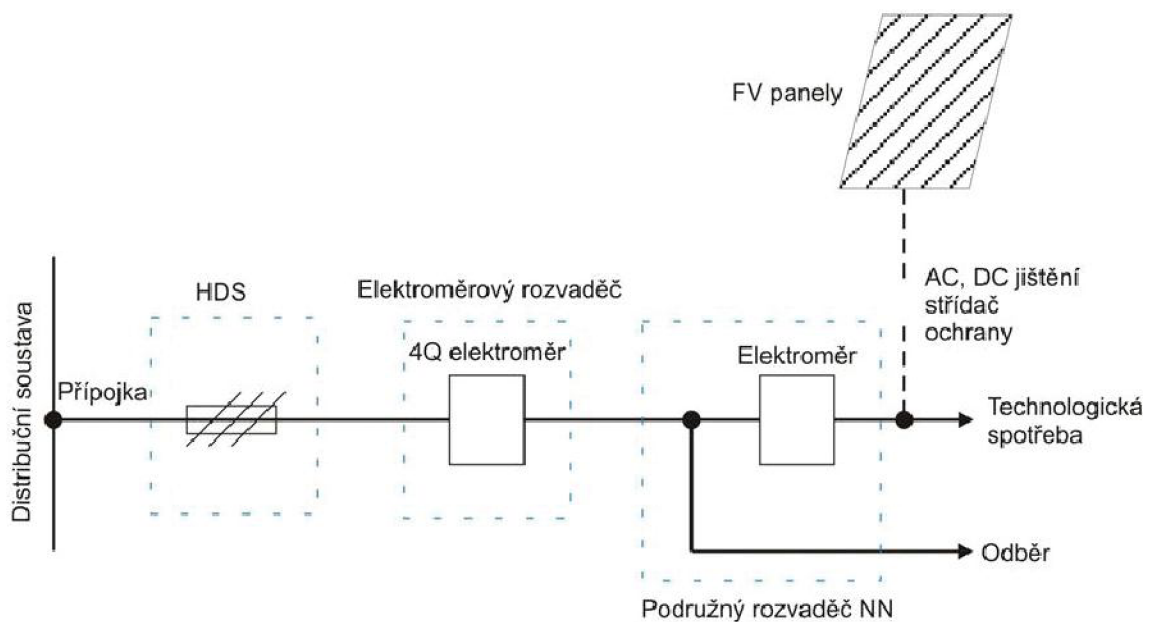 FV panely
AC, DC jištění
střídač
ochrany
HDS
Elektroměrový rozvaděč
4Q elektroměr
Elektroměr
Distribuční soustava
Přípojka
Technologická
spotřeba
Odběr
Podružný rozvaděč NN